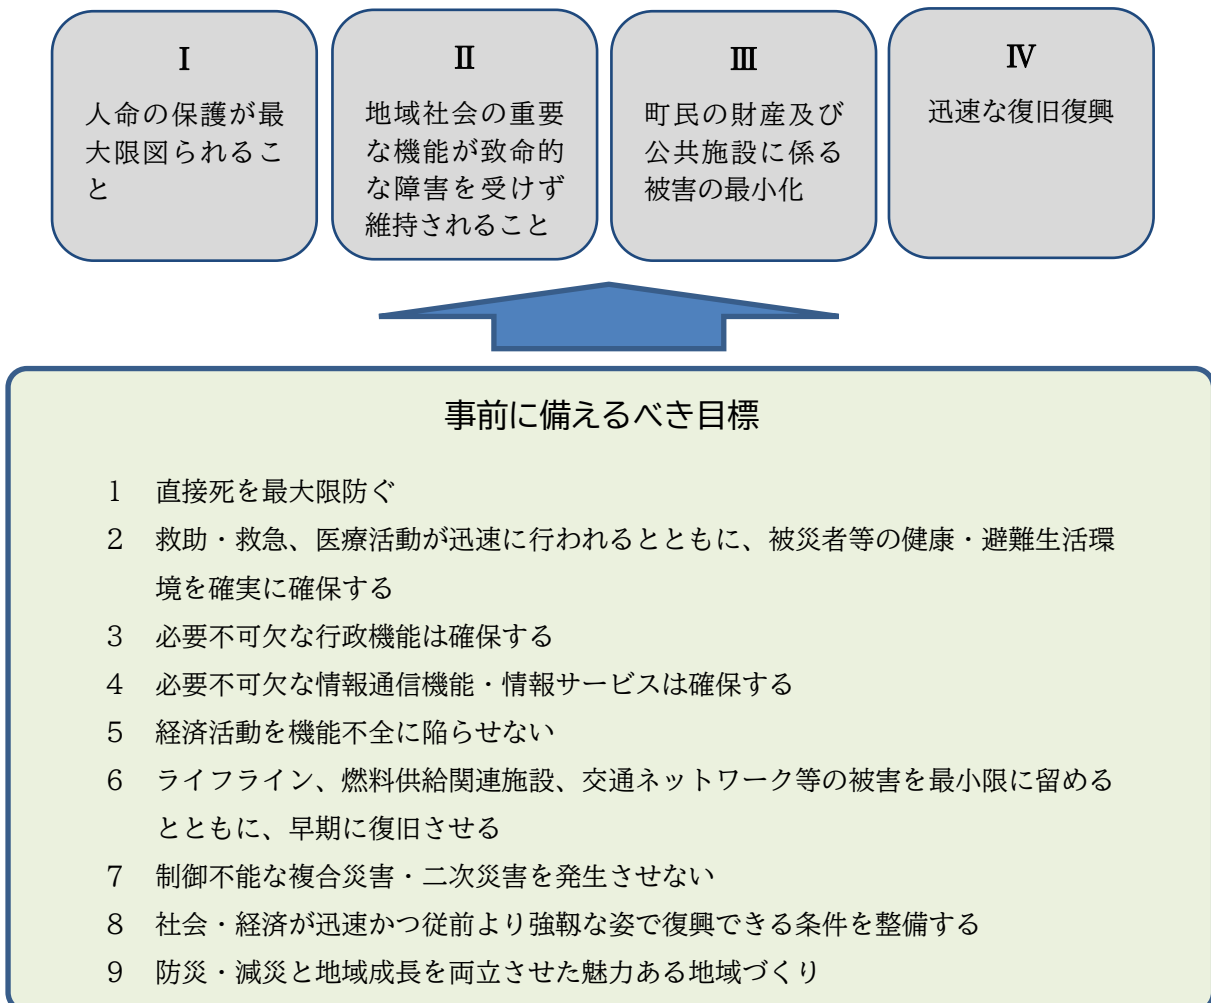 Ⅰ
人命の保護が最
大限図られるこ
と
Ⅱ
地域社会の重要
な機能が致命的
な障害を受けず
維持されること
Ⅲ
町民の財産及び
公共施設に係る
被害の最小化
Ⅳ
迅速な復旧復興
事前に備えるべき目標
1　直接死を最大限防ぐ
2　救助・救急、医療活動が迅速に行われるとともに、被災者等の健康・避難生活環
境を確実に確保する
3　必要不可欠な行政機能は確保する
4　必要不可欠な情報通信機能・情報サービスは確保する
5　経済活動を機能不全に陥らせない
6　ライフライン、燃料供給関連施設、交通ネットワーク等の被害を最小限に留める
とともに、早期に復旧させる
7　制御不能な複合災害・二次災害を発生させない
8　社会・経済が迅速かつ従前より強靱な姿で復興できる条件を整備する
9　防災・減災と地域成長を両立させた魅力ある地域づくり